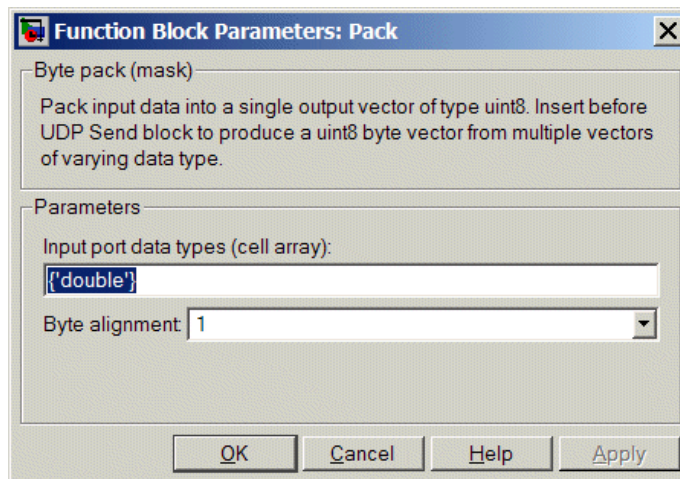 Function Block Parameters: Pack
Byte pack (mask)
Pack input data into a single output vector of type uint8. Insert before
UDP Send block to produce a uint8 byte vector from multiple vectors
of varying data type.
Parameters
Input port data types (cell array):
{'double'}
Byte alignment: 1
OK Cancel Help Apply